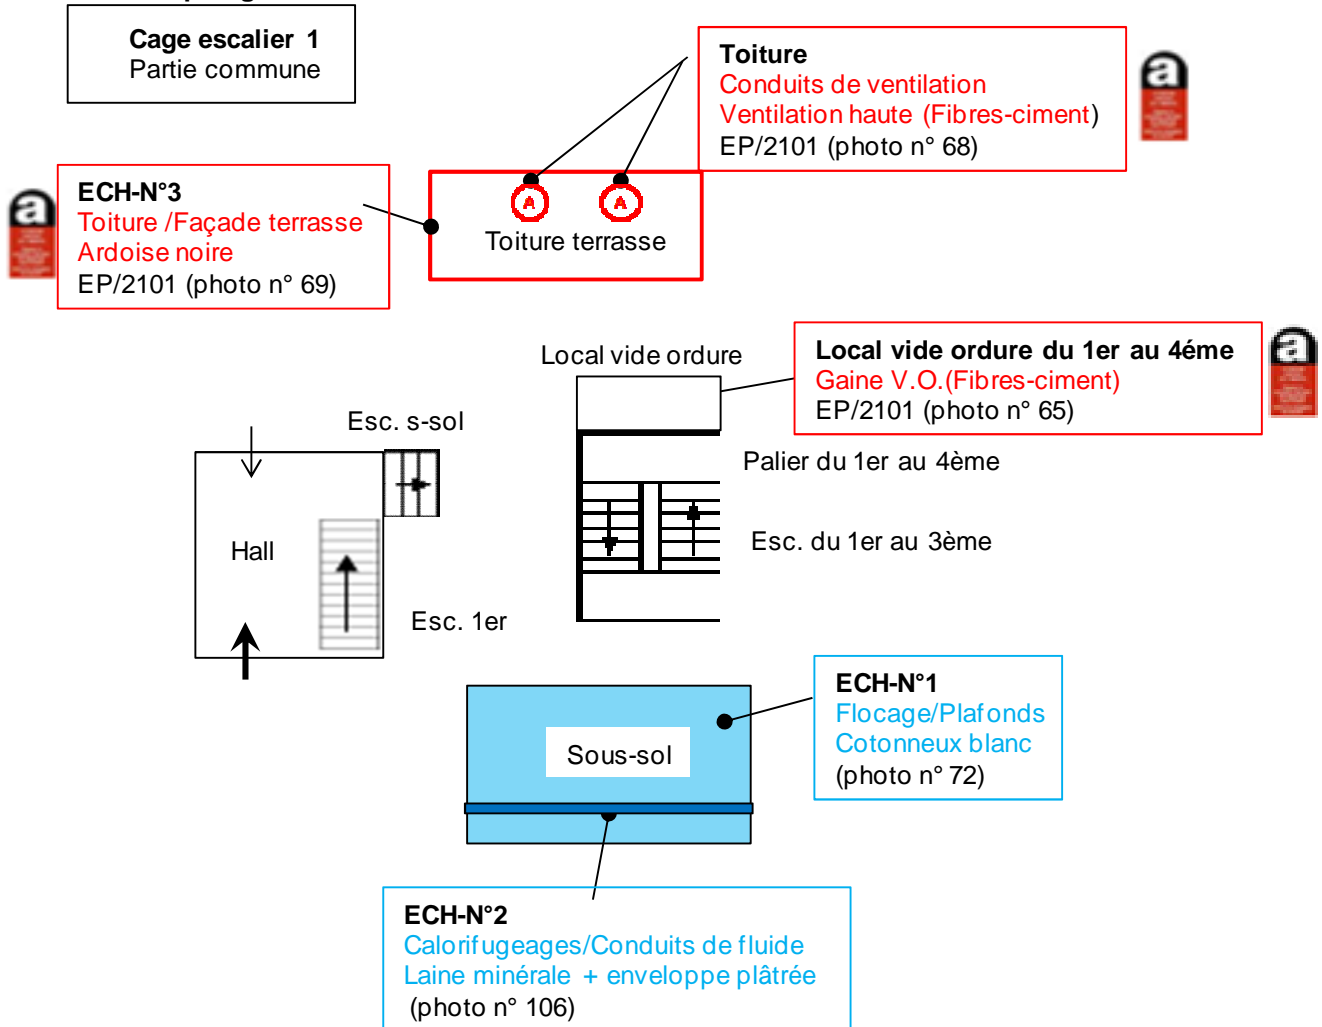 Cage escalier 1
Partie commune
Toiture
Conduits de ventilation
Ventilation haute (Fibres-ciment)
EP/2101 (photo n° 68)
a
ECH-N°3
Toiture /Façade terrasse
Ardoise noire
EP/2101 (photo n° 69)
a
A
A
Toiture terrasse
Local vide ordure
Local vide ordure du 1er au 4éme
Gaine V.O.(Fibres-ciment)
EP/2101 (photo n° 65)
a
Esc. s-sol
Palier du 1er au 4ème
Hall
Esc. du 1er au 3ème
Esc. 1er
ECH-N°1
Flocage/Plafonds
Cotonneux blanc
(photo n° 72)
Sous-sol
ECH-N°2
Calorifugeages/Conduits de fluide
Laine minérale + enveloppe plâtrée
(photo n° 106)